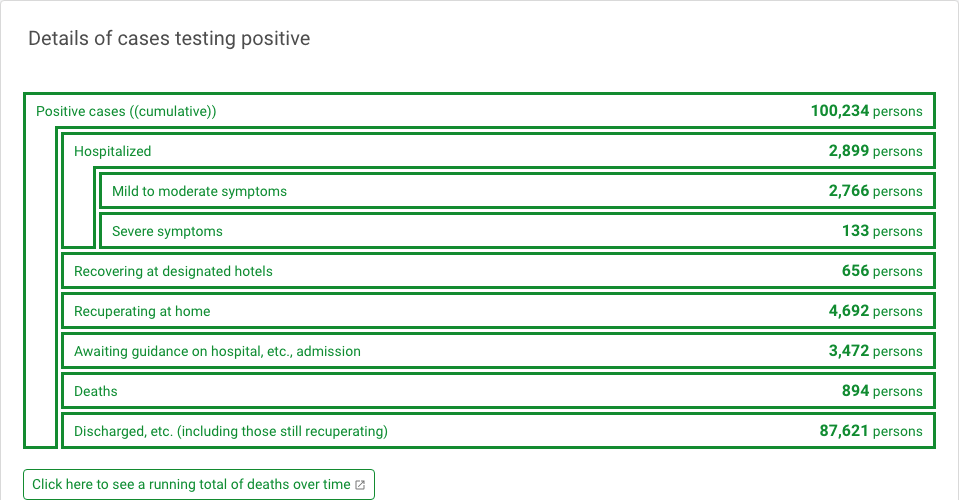 Details of cases testing positive
Positive cases ((cumulative)) 100,234 persons
Hospitalized 2,899 persons
Mild to moderate symptoms 2,766 persons
Severe symptoms 133 persons
Recovering at designated hotels 656 persons
Recuperating at home 4,692 persons
Awaiting guidance on hospital, etc., admission 3,472 persons
Deaths 894 persons
Discharged, etc. (including those still recuperating) 87,621 persons
Click here to see a running total of deaths over time